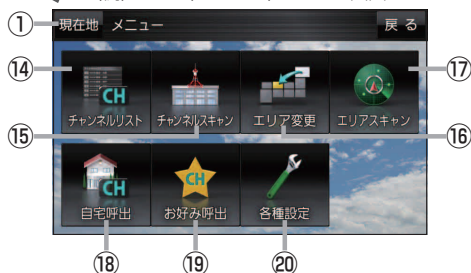 ① 現在地 メニュー 戻る
⑭ ⑰
CH
チャンネルリスト チャンネルスキャン エリア変更 エリアスキャン
⑮ ⑯
CH CH
自宅呼出 お好み呼出 各種設定
⑱ ⑲ ⑳